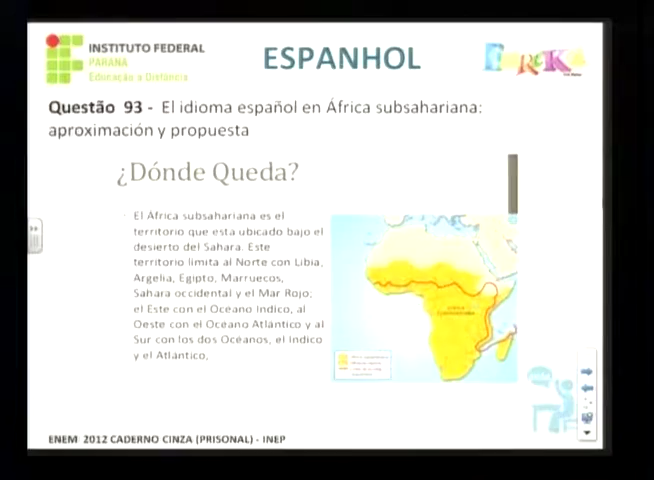 INSTITUTO FEDERAL
PARANÁ
Educação a Distância
ESPANHOL
EUREKA
Questão 93 - El idioma español en África subsahariana:
aproximación y propuesta
¿Dónde Queda?
El África subsahariana es el
territorio que esta ubicado bajo el
desierto del Sahara. Este
territorio limita al Norte con Libia,
Argelia, Egipto, Marruecos,
Sahara occidental y el Mar Rojo;
el Este con el Oceano Indico, al
Oeste con el Océano Atlántico y al
Sur con los dos Océanos, el Indico
y el Atlántico.
ENEM 2012 CADERNO CINZA (PRISONAL) - INEP